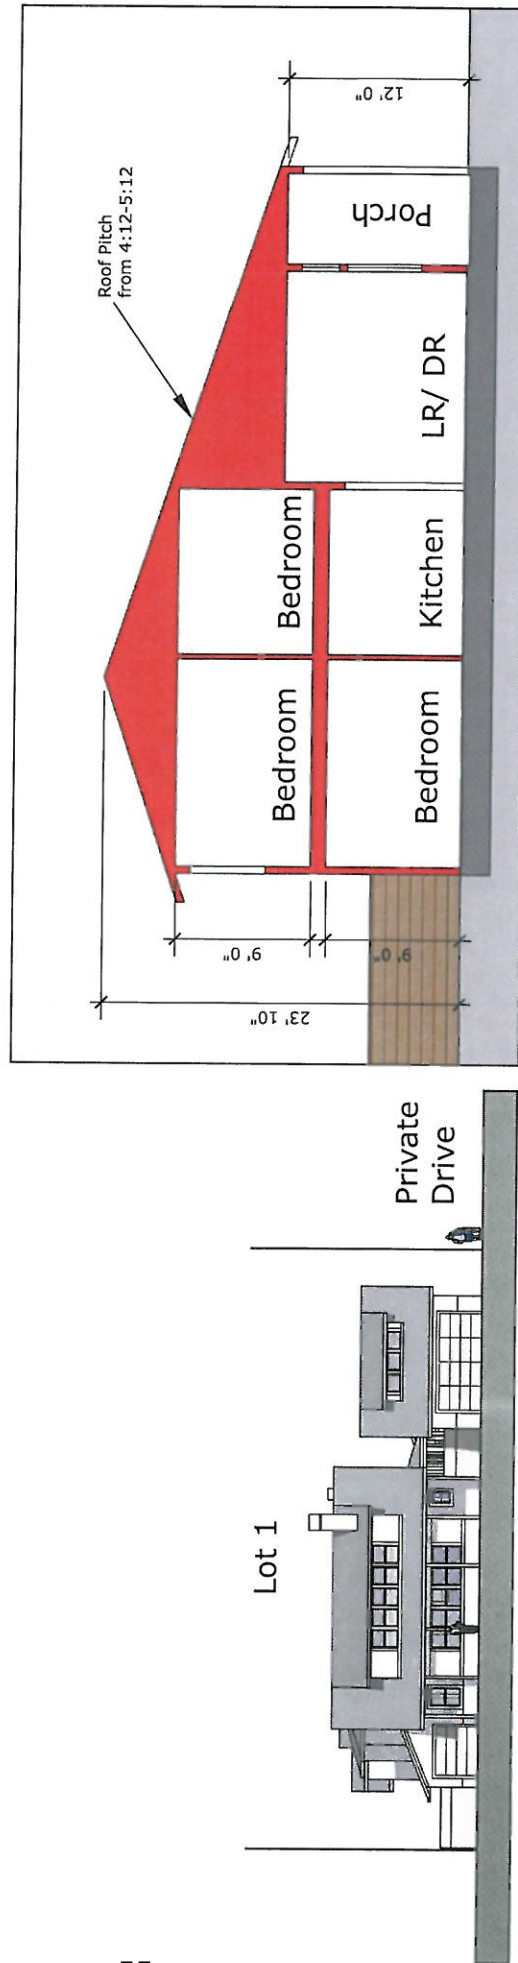 Roof Pitch
from 4:12-5:12
12' 0"
Porch
LR/ DR
Bedroom
Kitchen
Bedroom
Bedroom
9' 0"
9' 0"
23' 10"
Private
Drive
Lot 1